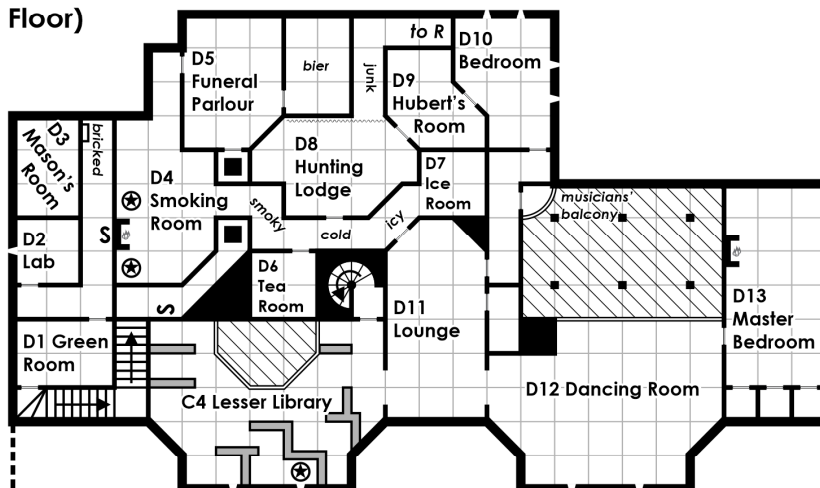 Floor)
D5
Funeral
Parlour
bier
to R
junk
D10
Bedroom
D9
Hubert's
Room
D3
Mason's
Room
bricked
D4
Smoking
Room
D8
Hunting
Lodge
D7
Ice
Room
musicians'
balcony
smoky
cold
icy
S
D2
Lab
D6
Tea
Room
S
D11
Lounge
D13
Master
Bedroom
D1 Green
Room
D12 Dancing Room
C4 Lesser Library